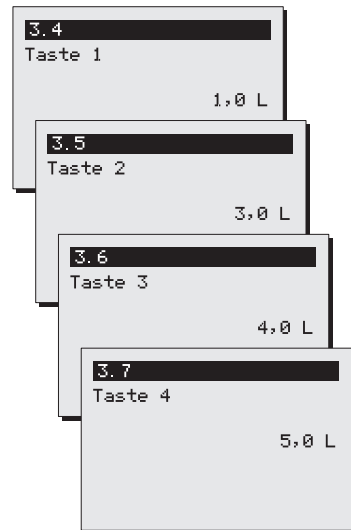 3.4
Taste 1
1,0 L
3.5
Taste 2
3,0 L
3.6
Taste 3
4,0 L
3.7
Taste 4
5,0 L